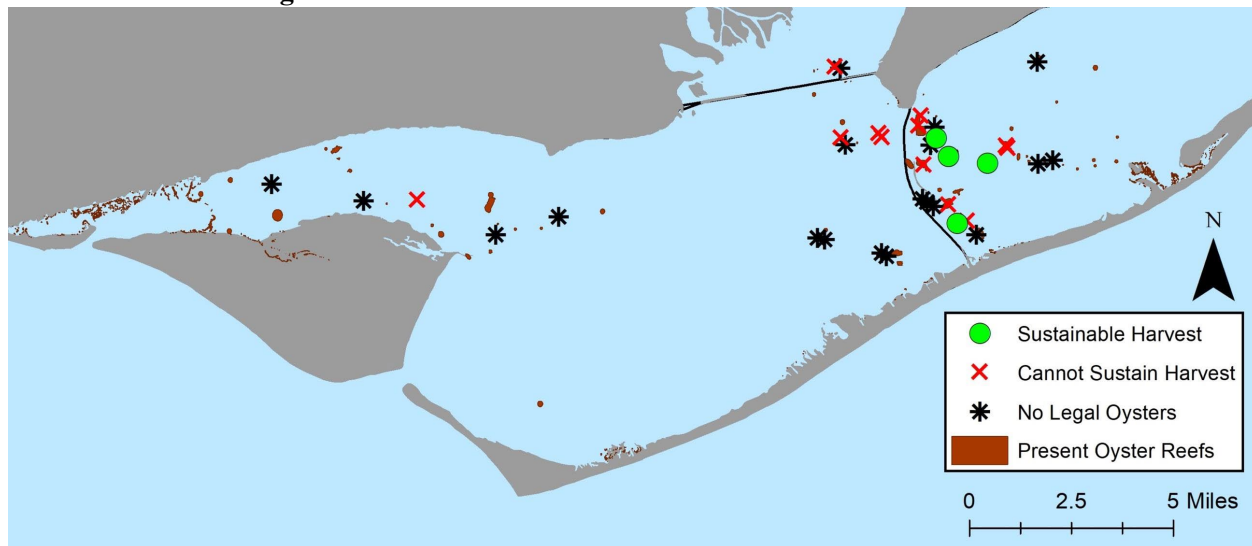 N
Sustainable Harvest
Cannot Sustain Harvest
No Legal Oysters
Present Oyster Reefs
0 2.5 5 Miles